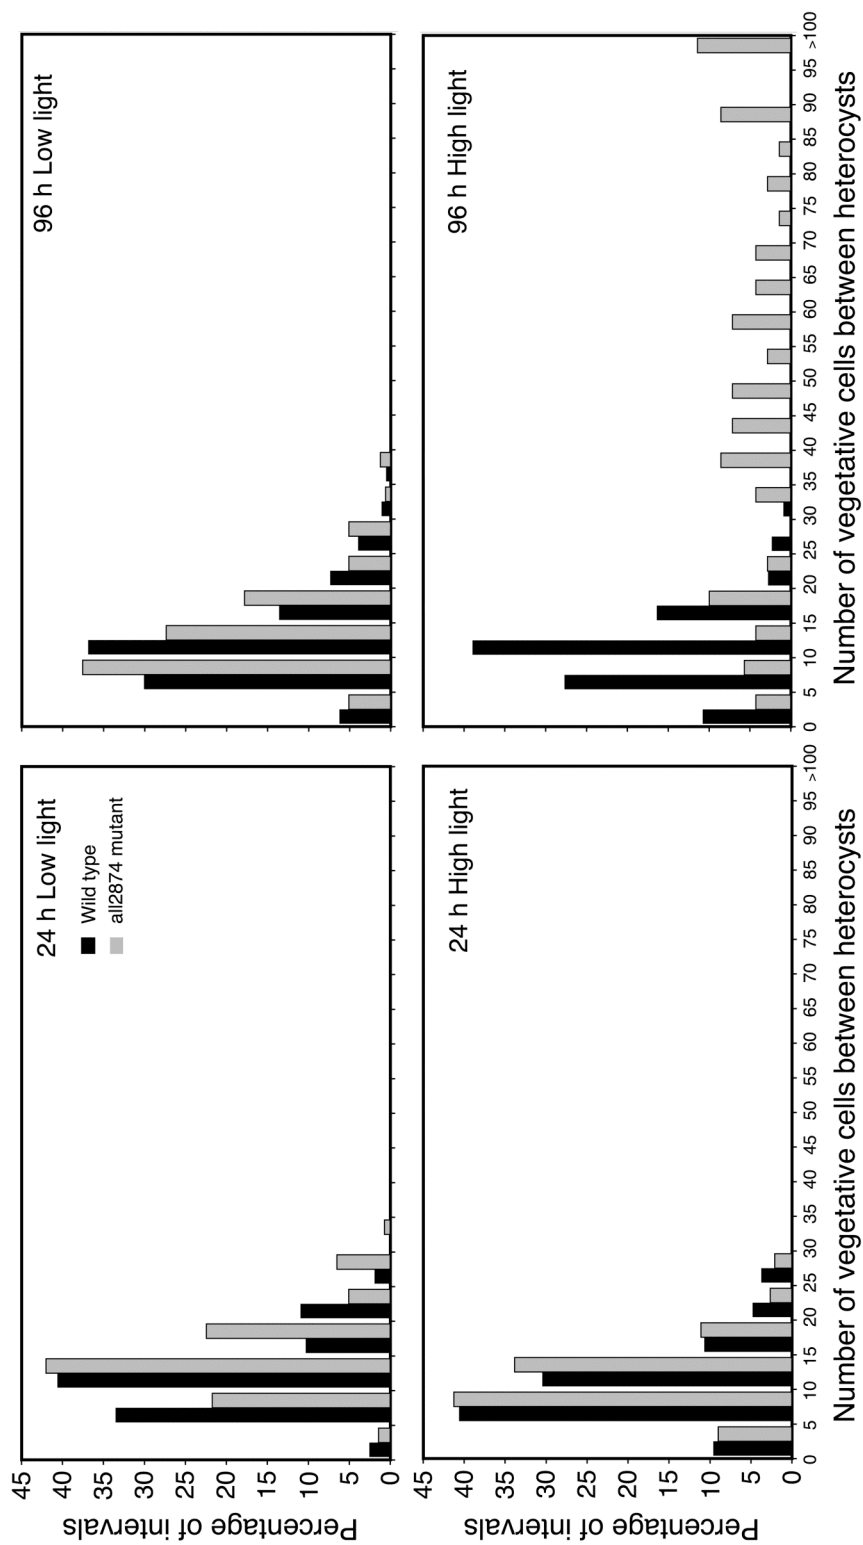 24 h Low light
Wild type
all2874 mutant
45
40
35
30
25
20
15
10
5
0
Percentage of intervals
0 5 10 15 20 25 30 35 40 45 50 55 60 65 70 75 80 85 90 95 >100
96 h Low light
24 h High light
45
40
35
30
25
20
15
10
5
0
Percentage of intervals
Number of vegetative cells between heterocysts
96 h High light
0 5 10 15 20 25 30 35 40 45 50 55 60 65 70 75 80 85 90 95 >100
Number of vegetative cells between heterocysts